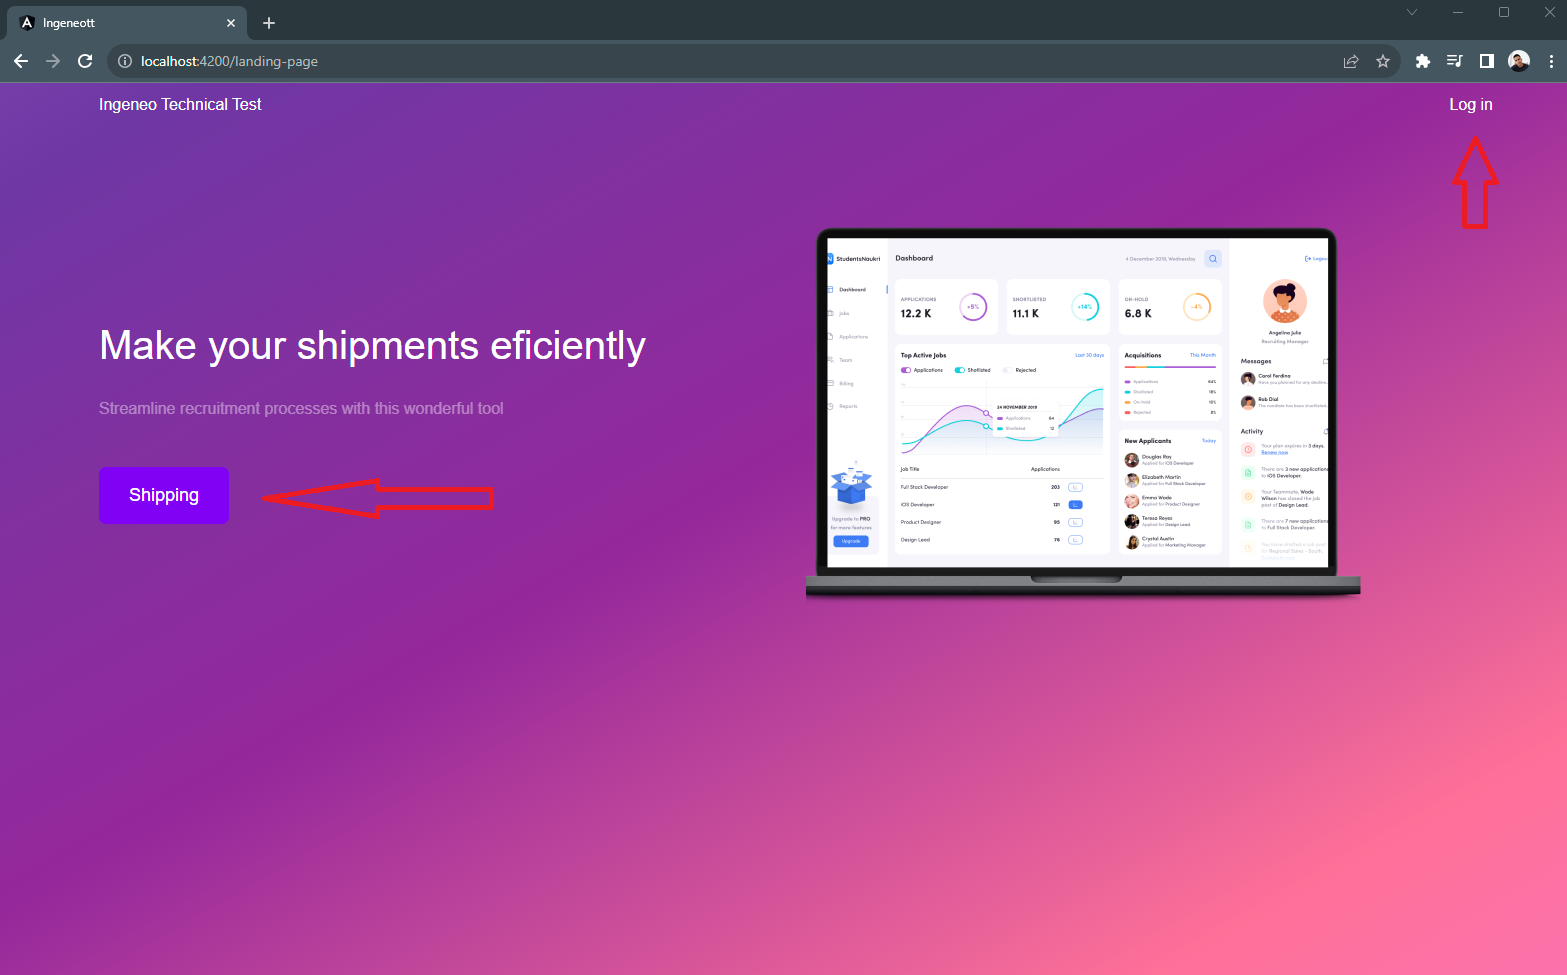 Ingeneott
localhost:4200/landing-page
Ingeneo Technical Test
Log in
Make your shipments eficiently
Streamline recruitment processes with this wonderful tool
Shipping
StudentsNaukri
Dashboard
Jobs
Applications
Team
Billing
Reports
Upgrade to PRO
for more features
Upgrade
Dashboard
4 December 2019, Wednesday
APPLICATIONS
12.2 K
+5%
SHORTLISTED
11.1 K
+14%
ON-HOLD
6.8 K
-4%
Top Active Jobs
Last 30 days
Applications
Shotlisted
Rejected
24 NOVEMBER 2019
Applications 64
Shotlisted 12
Job Title Applications
Full Stack Developer 203
iOS Developer 121
Product Designer 95
Design Lead 76
Acquisitions
This Month
Applications 64%
Shotlisted 18%
On-hold 10%
Rejected 8%
New Applicants
Today
Douglas Ray
Applied for iOS Developer
Elizabeth Martin
Applied for Full Stack Developer
Emma Wade
Applied for Product Designer
Teresa Reyes
Applied for Design Lead
Crystal Austin
Applied for Marketing Manager
Angelina Julie
Recruiting Manager
Messages
Carol Ferdina
Have you planned for any deadline..
Rob Dial
The nanitate has been shortlisted..
Activity
Your plan expires in 3 days.
Renew now
There are 3 new applications
to iOS Developer.
Your Teammate, Wade
Wilson has closed the job
post of Design Lead.
There are 7 new applications
to Full Stack Developer.
You have drafted a job post
for Regional Sales - South,